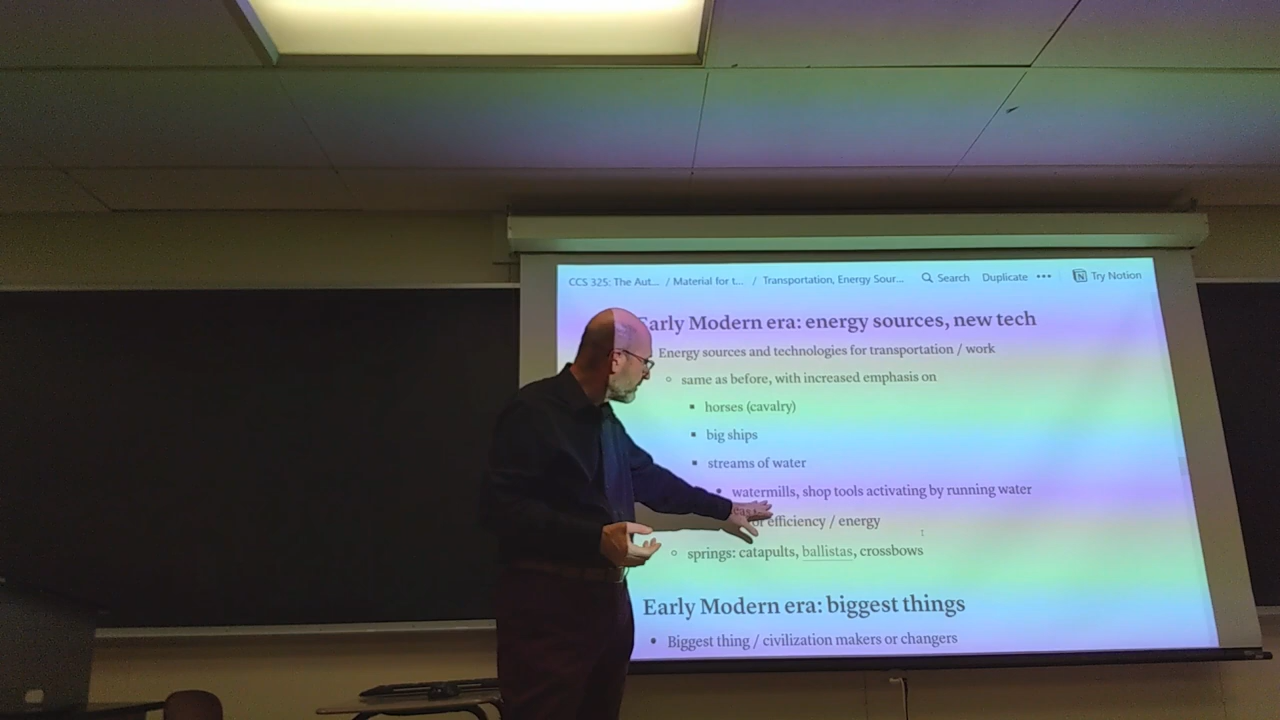 CCS 325: The Aut... / Material for t... / Transportation, Energy Sour... Search Duplicate ••• Try Notion
Early Modern era: energy sources, new tech
Energy sources and technologies for transportation / work
same as before, with increased emphasis on
horses (cavalry)
big ships
streams of water
watermills, shop tools activating by running water
efficiency / energy
springs: catapults, ballistas, crossbows
Early Modern era: biggest things
Biggest thing / civilization makers or changers